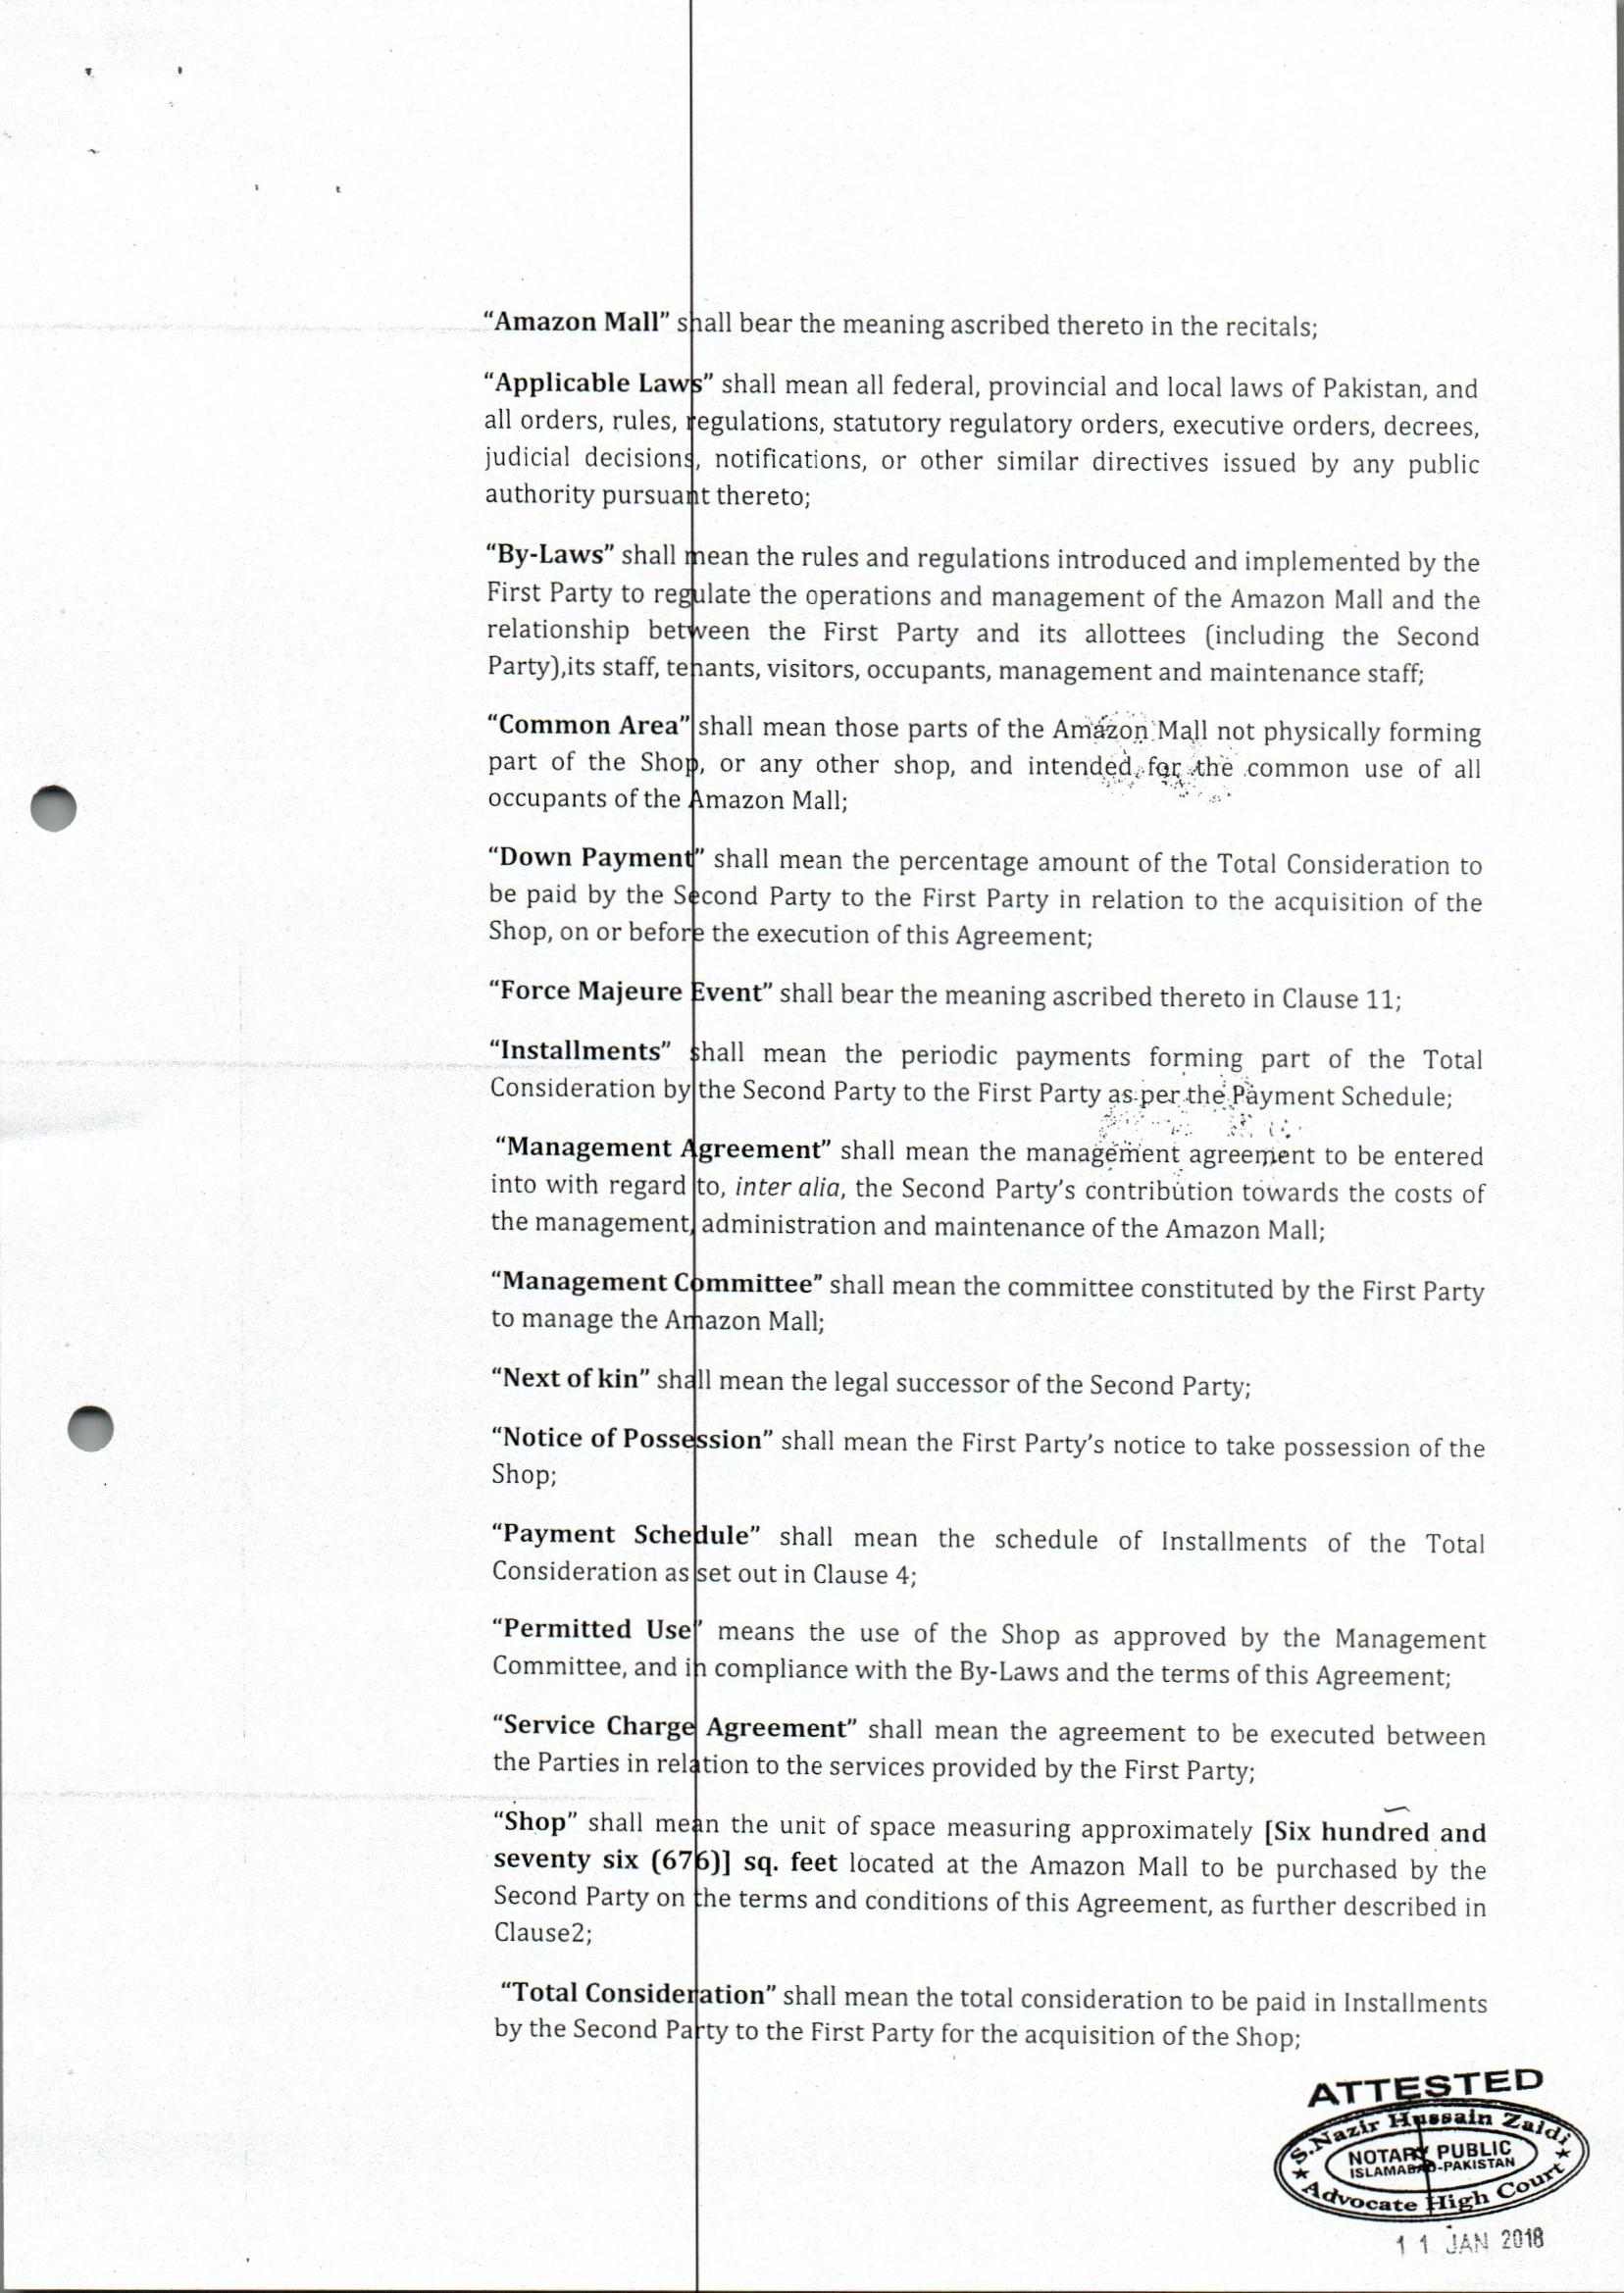 “Amazon Mall” shall bear the meaning ascribed thereto in the recitals;
“Applicable Laws” shall mean all federal, provincial and local laws of Pakistan, and
all orders, rules, regulations, statutory regulatory orders, executive orders, decrees,
judicial decisions, notifications, or other similar directives issued by any public
authority pursuant thereto;
“By-Laws” shall mean the rules and regulations introduced and implemented by the
First Party to regulate the operations and management of the Amazon Mall and the
relationship between the First Party and its allottees (including the Second
Party),its staff, tenants, visitors, occupants, management and maintenance staff;
“Common Area” shall mean those parts of the Amazon Mall not physically forming
part of the Shop, or any other shop, and intended for the common use of all
occupants of the Amazon Mall;
“Down Payment” shall mean the percentage amount of the Total Consideration to
be paid by the Second Party to the First Party in relation to the acquisition of the
Shop, on or before the execution of this Agreement;
“Force Majeure Event” shall bear the meaning ascribed thereto in Clause 11;
“Installments” shall mean the periodic payments forming part of the Total
Consideration by the Second Party to the First Party as per the Payment Schedule;
“Management Agreement” shall mean the management agreement to be entered
into with regard to, inter alia, the Second Party’s contribution towards the costs of
the management, administration and maintenance of the Amazon Mall;
“Management Committee” shall mean the committee constituted by the First Party
to manage the Amazon Mall;
“Next of kin” shall mean the legal successor of the Second Party;
“Notice of Possession” shall mean the First Party’s notice to take possession of the
Shop;
“Payment Schedule” shall mean the schedule of Installments of the Total
Consideration as set out in Clause 4;
“Permitted Use” means the use of the Shop as approved by the Management
Committee, and in compliance with the By-Laws and the terms of this Agreement;
“Service Charge Agreement” shall mean the agreement to be executed between
the Parties in relation to the services provided by the First Party;
“Shop” shall mean the unit of space measuring approximately [Six hundred and
seventy six (676)] sq. feet located at the Amazon Mall to be purchased by the
Second Party on the terms and conditions of this Agreement, as further described in
Clause2;
“Total Consideration” shall mean the total consideration to be paid in Installments
by the Second Party to the First Party for the acquisition of the Shop;
ATTESTED
S.Nazir Hussain Zaidi
NOTARY PUBLIC
ISLAMABAD-PAKISTAN
Advocate High Court
11 JAN 2018